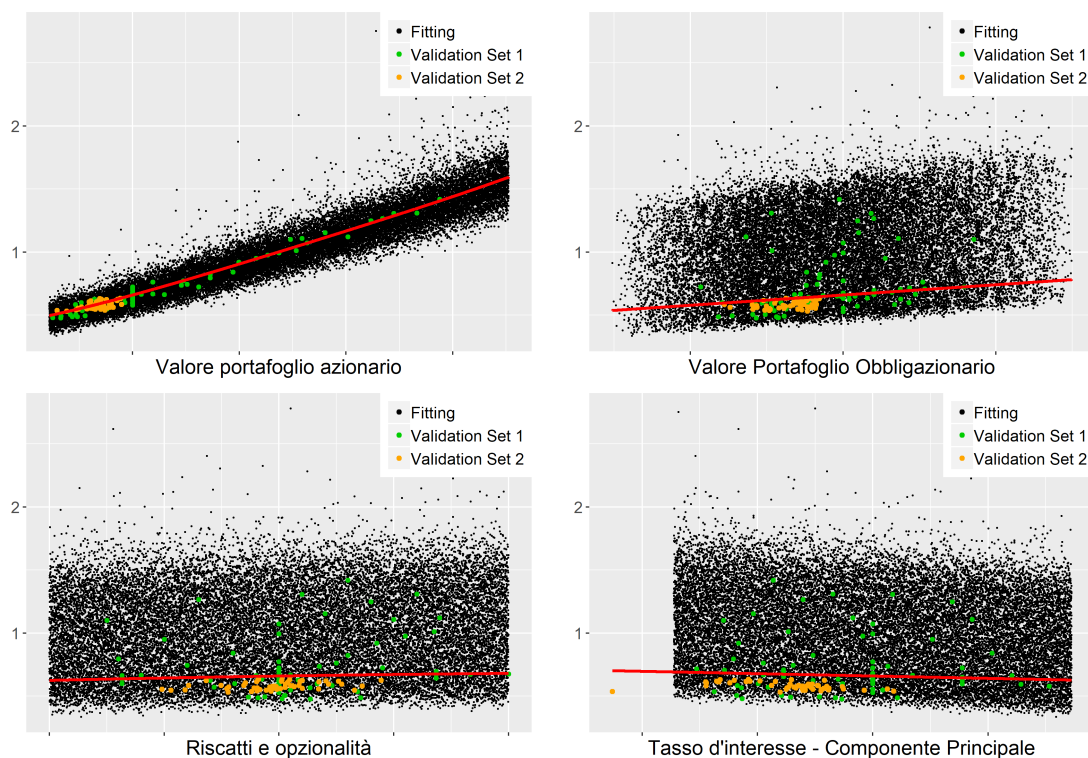 Fitting
Validation Set 1
Validation Set 2
2
1
Valore portafoglio azionario
Fitting
Validation Set 1
Validation Set 2
2
1
Valore Portafoglio Obbligazionario
Fitting
Validation Set 1
Validation Set 2
2
1
Riscatti e opzionalità
Fitting
Validation Set 1
Validation Set 2
2
1
Tasso d'interesse - Componente Principale